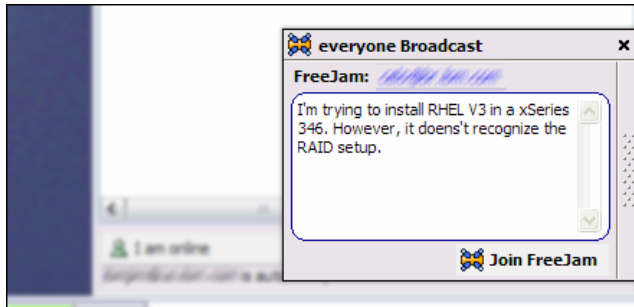 everyone Broadcast
FreeJam:
I'm trying to install RHEL V3 in a xSeries
346. However, it doens't recognize the
RAID setup.
I am online
is
Join FreeJam